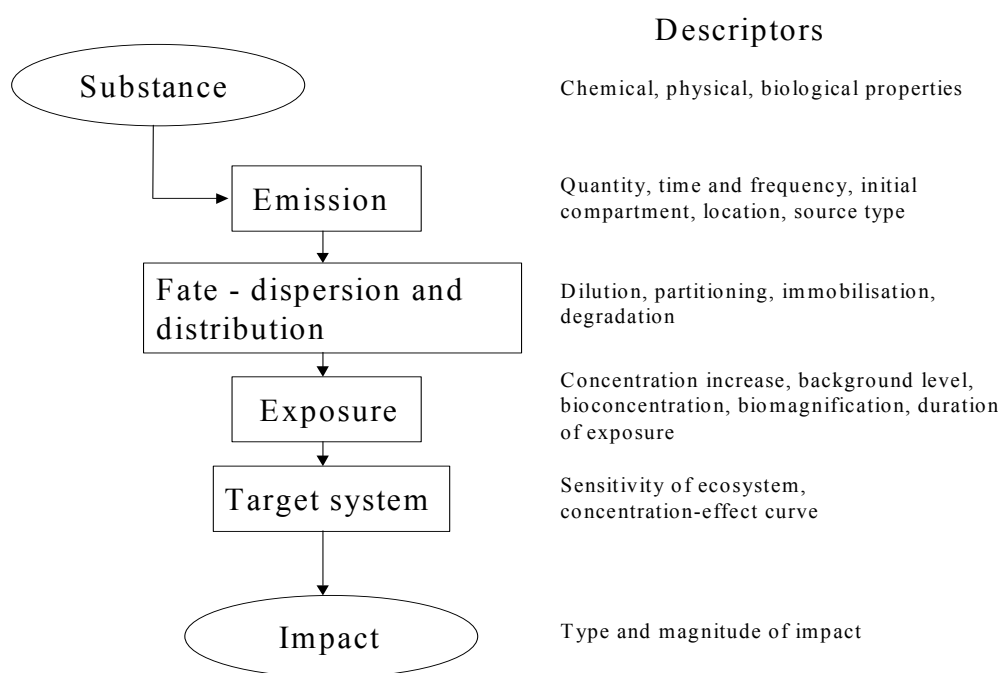 Descriptors
Substance
Chemical, physical, biological properties
Emission
Quantity, time and frequency, initial
compartment, location, source type
Fate - dispersion and
distribution
Dilution, partitioning, immobilisation,
degradation
Exposure
Concentration increase, background level,
bioconcentration, biomagnification, duration
of exposure
Target system
Sensitivity of ecosystem,
concentration-effect curve
Impact
Type and magnitude of impact